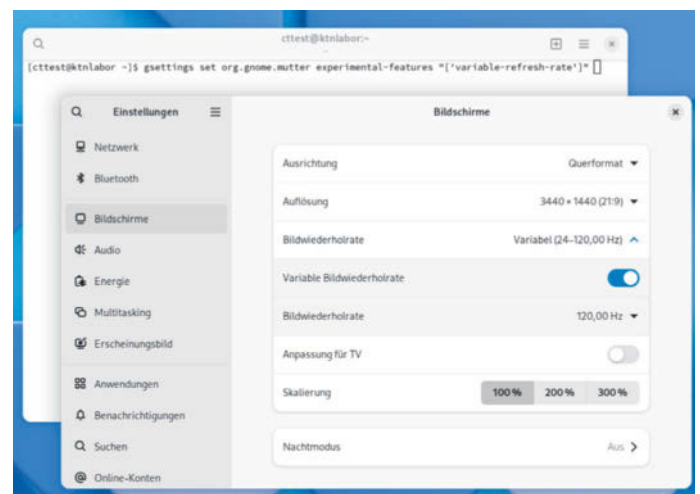 cttest@ktnlabor:~
[cttest@ktnlabor ~]$ gsettings set org.gnome.mutter experimental-features "['variable-refresh-rate']"
Einstellungen
Netzwerk
Bluetooth
Bildschirme
Audio
Energie
Multitasking
Erscheinungsbild
Anwendungen
Benachrichtigungen
Suchen
Online-Konten
Bildschirme
Ausrichtung Querformat
Auflösung 3440 × 1440 (21:9)
Bildwiederholrate Variabel (24–120,00 Hz)
Variable Bildwiederholrate
Bildwiederholrate 120,00 Hz
Anpassung für TV
Skalierung 100 % 200 % 300 %
Nachtmodus Aus